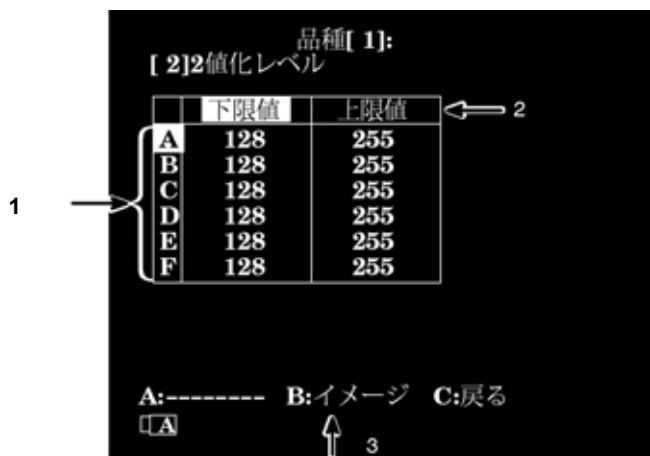 品種[ 1]:
[ 2]2値化レベル
下限値 上限値 2
A 128 255
B 128 255
C 128 255
1
D 128 255
E 128 255
F 128 255
A:-------- B:イメージ C:戻る
A
3